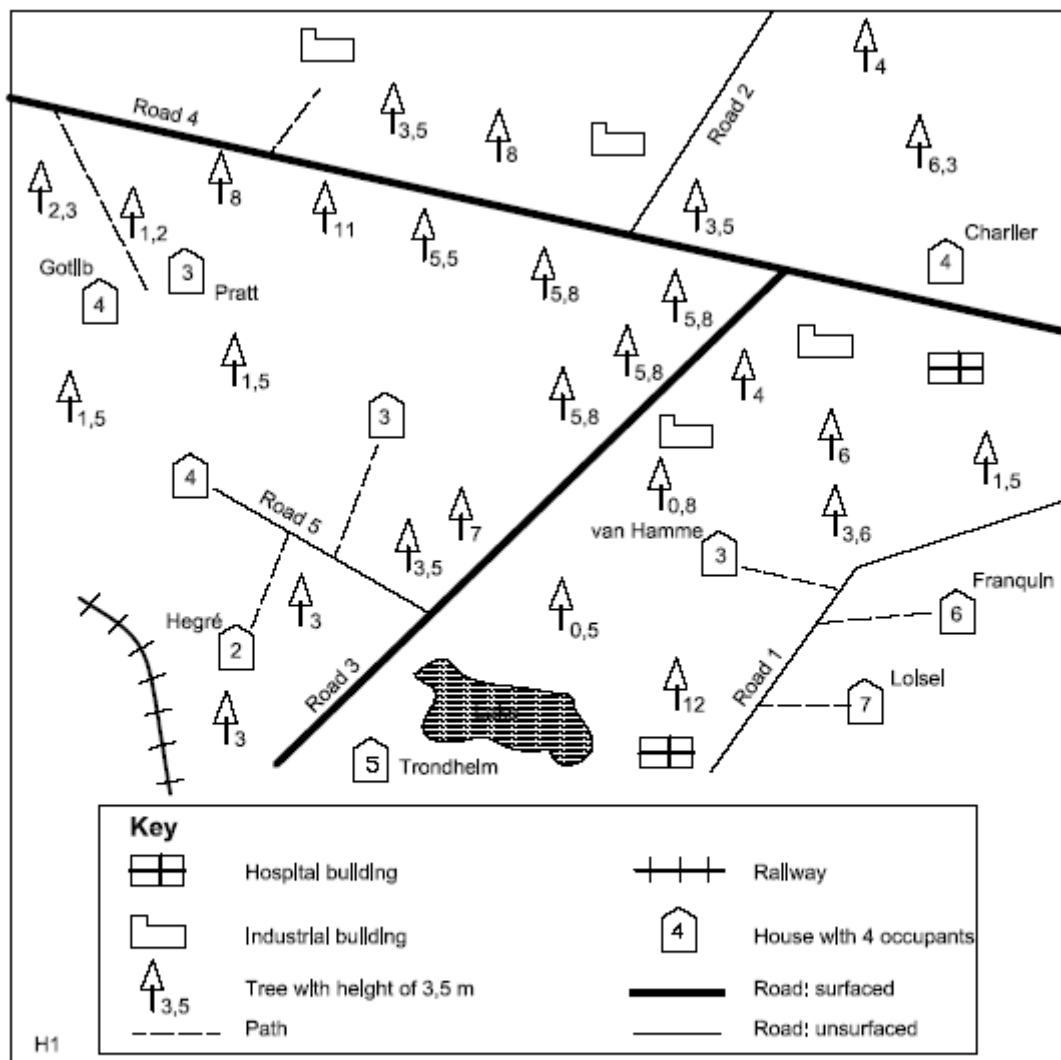 4
Road 4
Road 2
3,5
8
6,3
2,3
1,2
8
11
3,5
5,5
Charlier
4
Gotlib
3
4
Pratt
5,8
5,8
5,8
1,5
1,5
5,8
4
3
6
1,5
4
Road 5
0,8
7
3,6
van Hamme
3
3,5
Franquin
6
3
0,5
Hegré
2
Road 3
Road 1
Loisel
7
3
12
5
Trondheim
Key
Hospital building
Railway
Industrial building
4
House with 4 occupants
3,5
Tree with height of 3,5 m
Road; surfaced
Path
Road; unsurfaced
H1